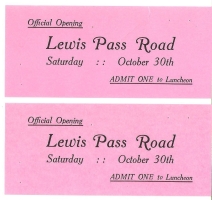 Official Opening
Lewis Pass Road
Saturday :: October 30th
ADMIT ONE to Luncheon
Official Opening
Lewis Pass Road
Saturday :: October 30th
ADMIT ONE to Luncheon